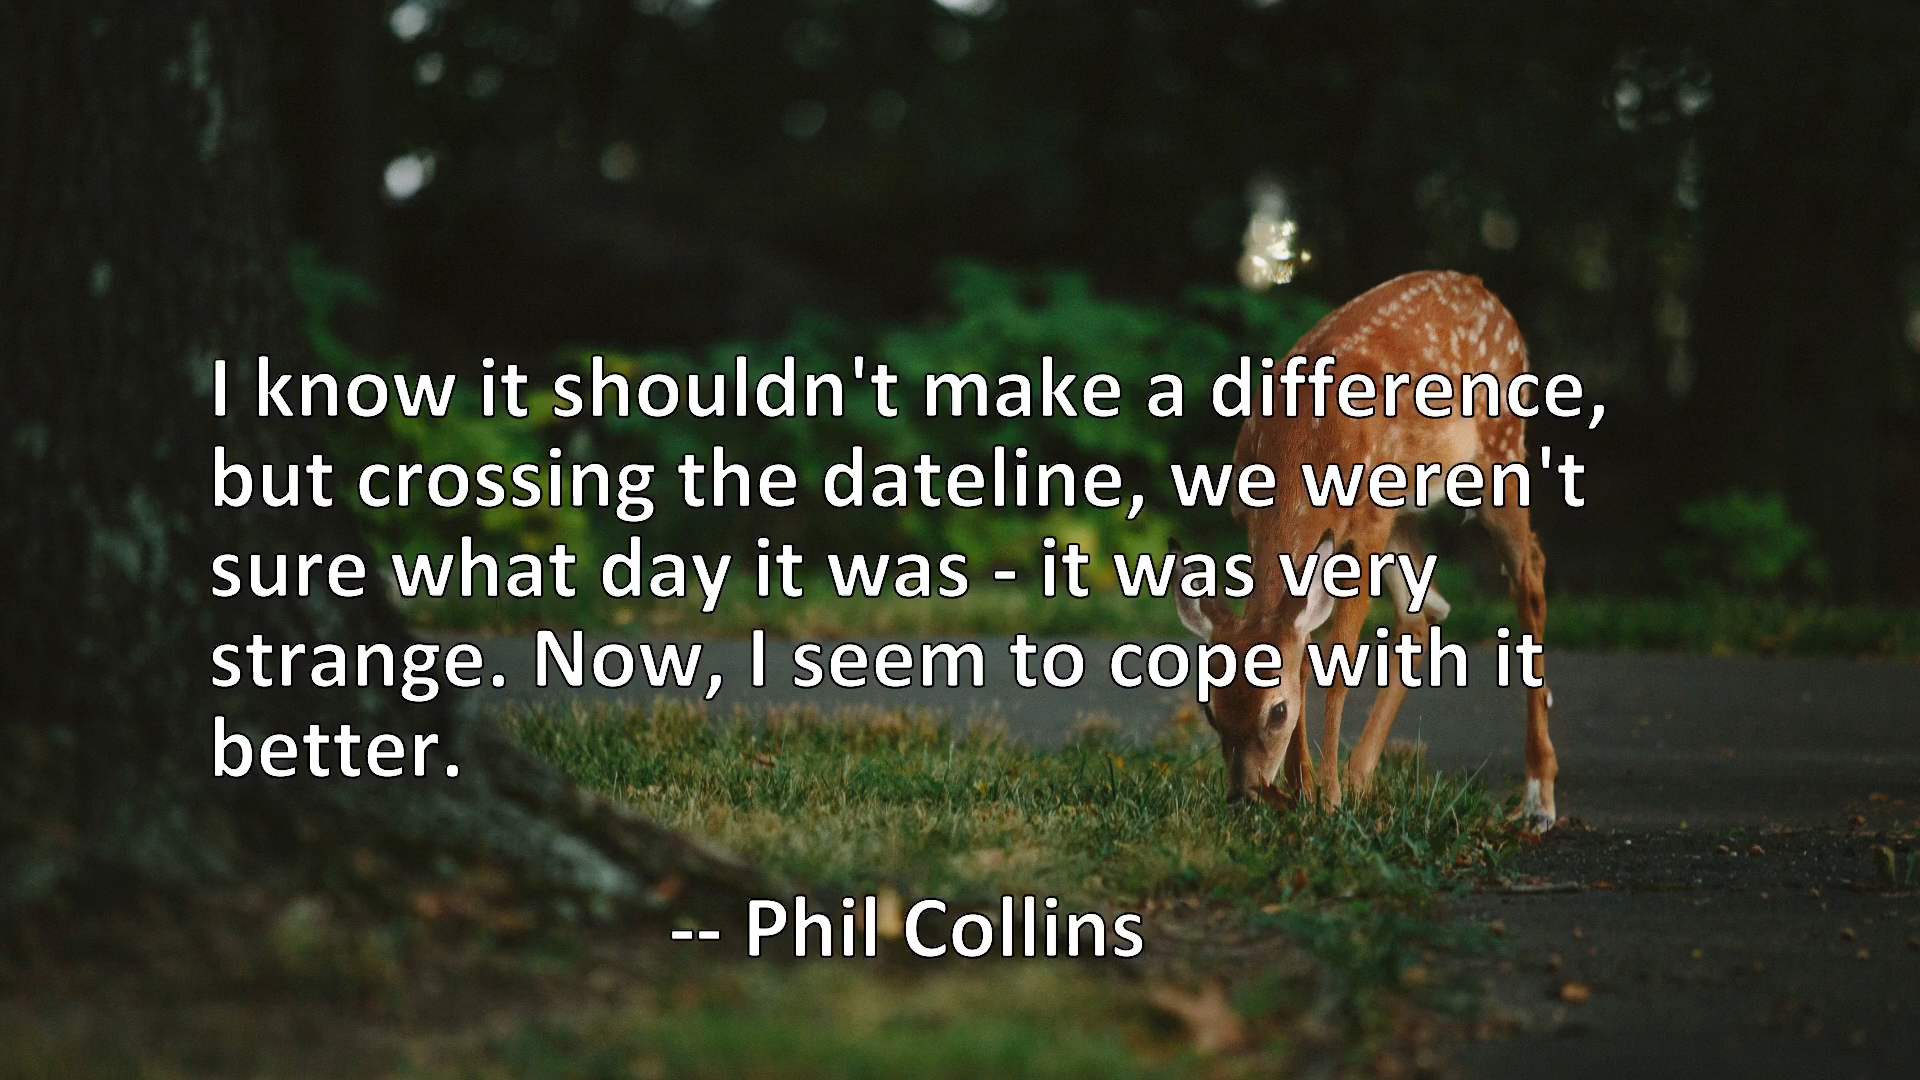 I know it shouldn't make a difference,
but crossing the dateline, we weren't
sure what day it was - it was very
strange. Now, I seem to cope with it
better.
-- Phil Collins